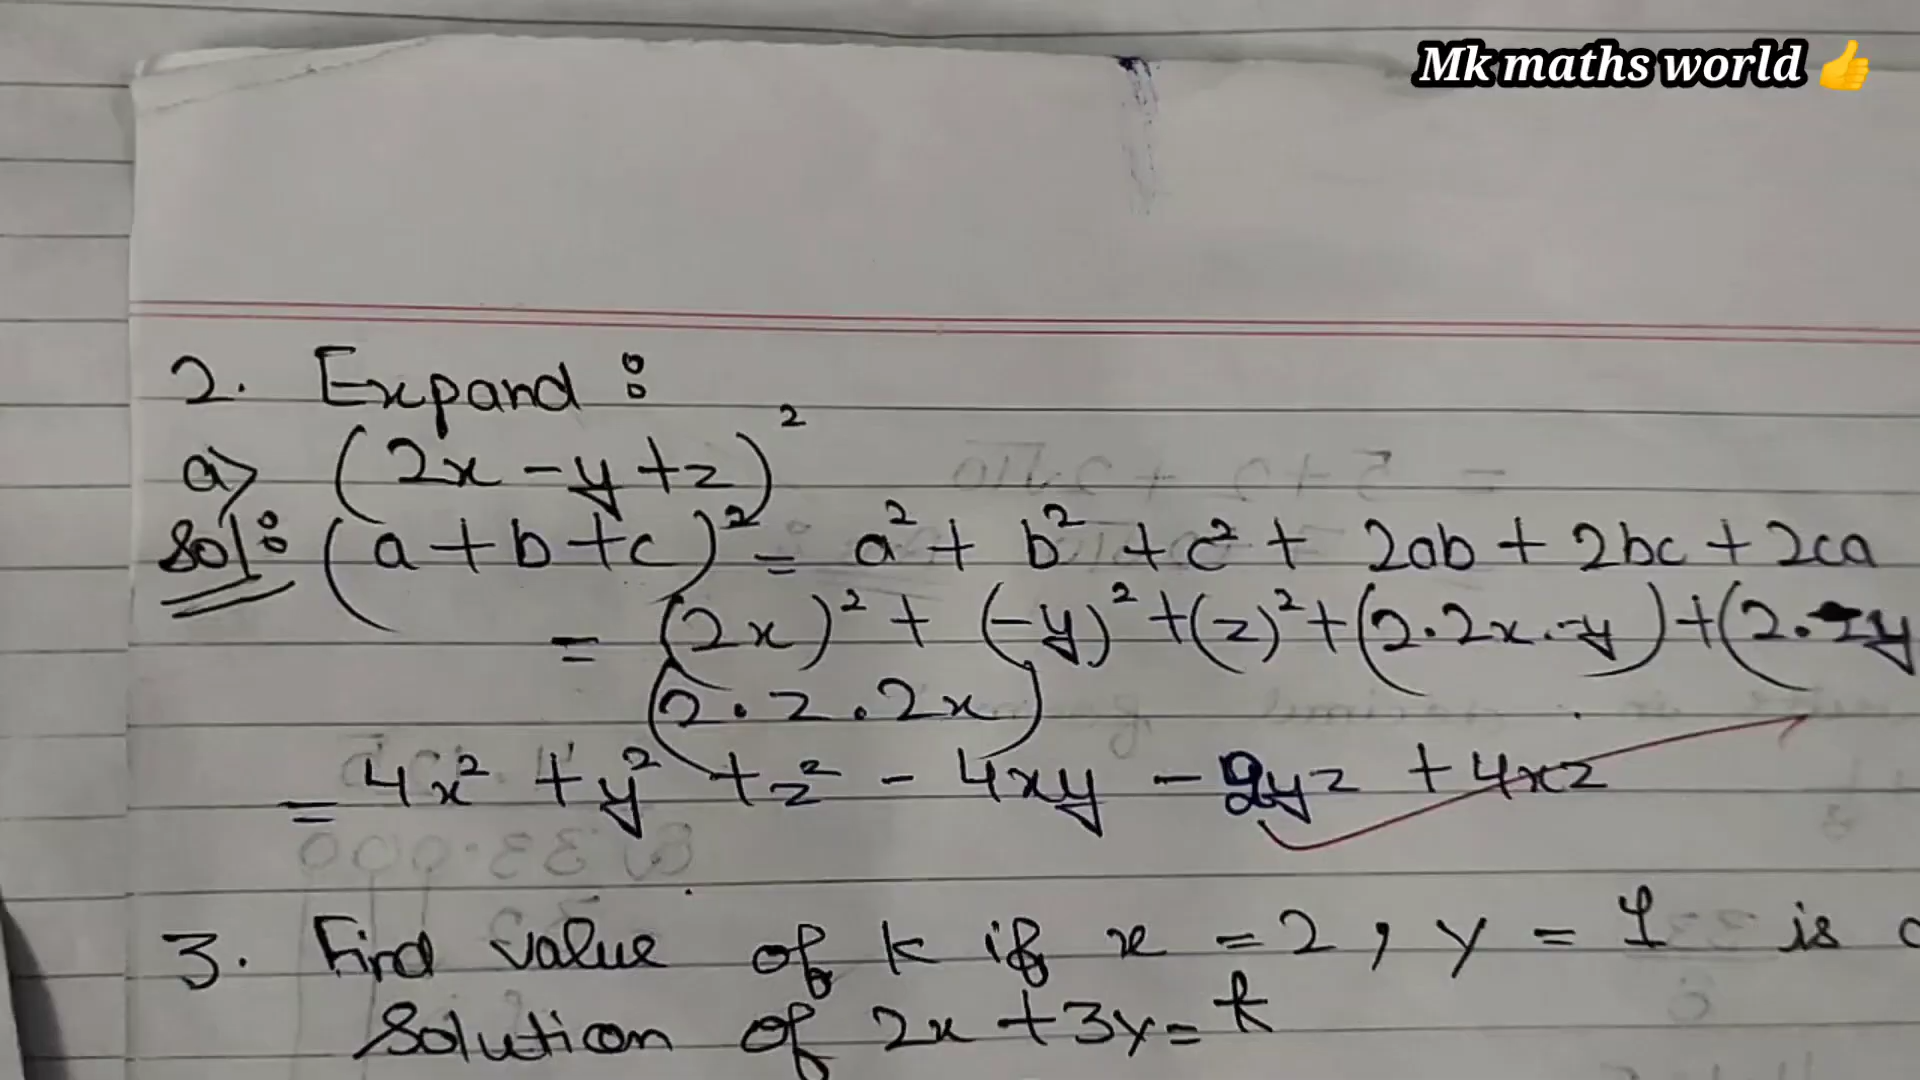 Mk maths world 👍
2. Expand :
a) (2x - y + z)²
Sol: (a + b + c)² = a² + b² + c² + 2ab + 2bc + 2ca
= (2x)² + (-y)² + (z)² + (2.2x.-y) + (2.-y
(2.z.2x)
= 4x² + y² + z² - 4xy - 2yz + 4xz
3. Find value of k if x = 2, y = 1 is
Solution of 2x + 3y = k